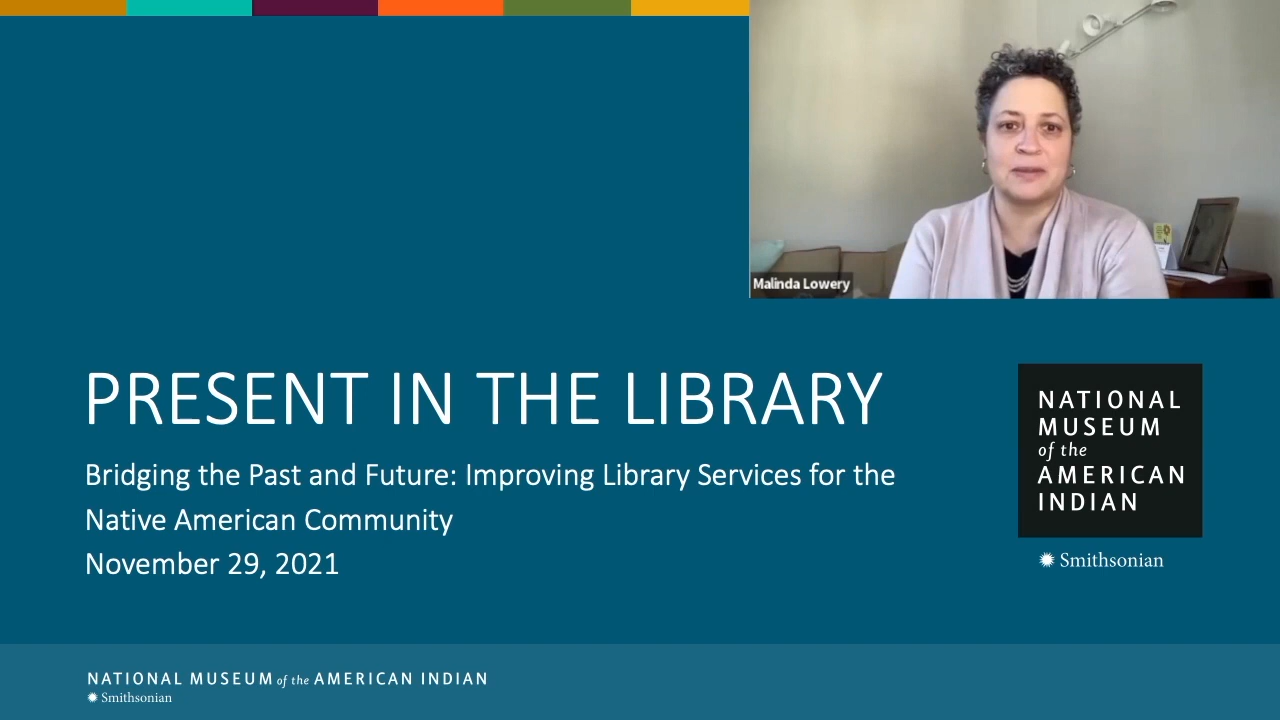 Malinda Lowery
PRESENT IN THE LIBRARY
Bridging the Past and Future: Improving Library Services for the
Native American Community
November 29, 2021
NATIONAL
MUSEUM
of the
AMERICAN
INDIAN
Smithsonian
NATIONAL MUSEUM of the AMERICAN INDIAN
Smithsonian